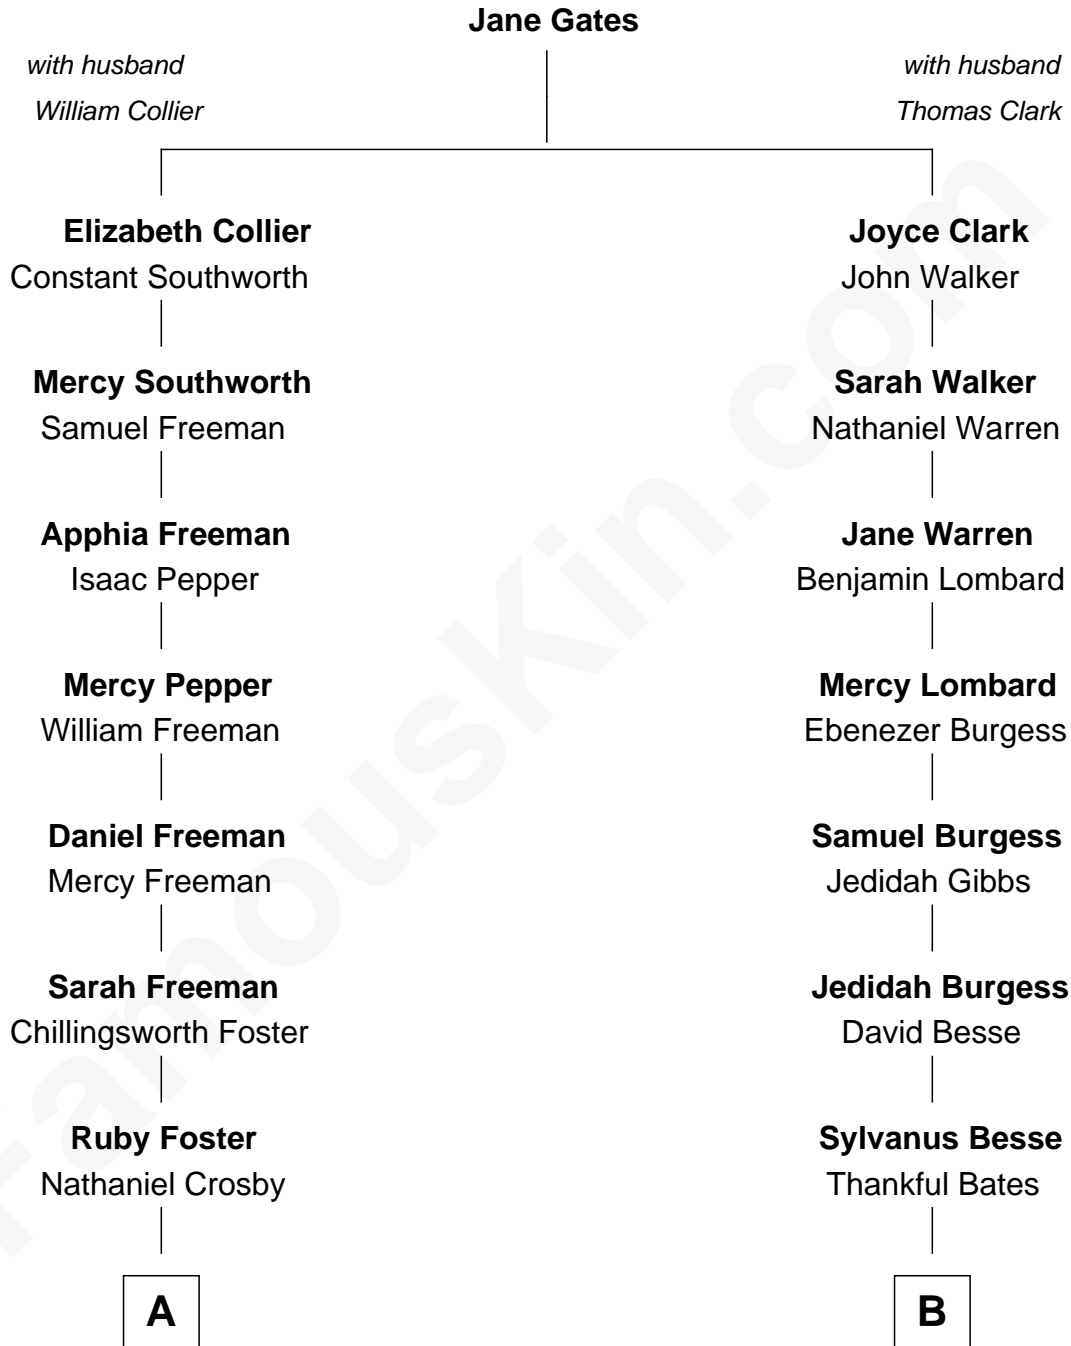 Jane Gates
with husband
William Collier
with husband
Thomas Clark
Elizabeth Collier
Constant Southworth
Joyce Clark
John Walker
Mercy Southworth
Samuel Freeman
Sarah Walker
Nathaniel Warren
Apphia Freeman
Isaac Pepper
Jane Warren
Benjamin Lombard
Mercy Pepper
William Freeman
Mercy Lombard
Ebenezer Burgess
Daniel Freeman
Mercy Freeman
Samuel Burgess
Jedidah Gibbs
Sarah Freeman
Chillingsworth Foster
Jedidah Burgess
David Besse
Ruby Foster
Nathaniel Crosby
Sylvanus Besse
Thankful Bates
A
B
FamousKin.com